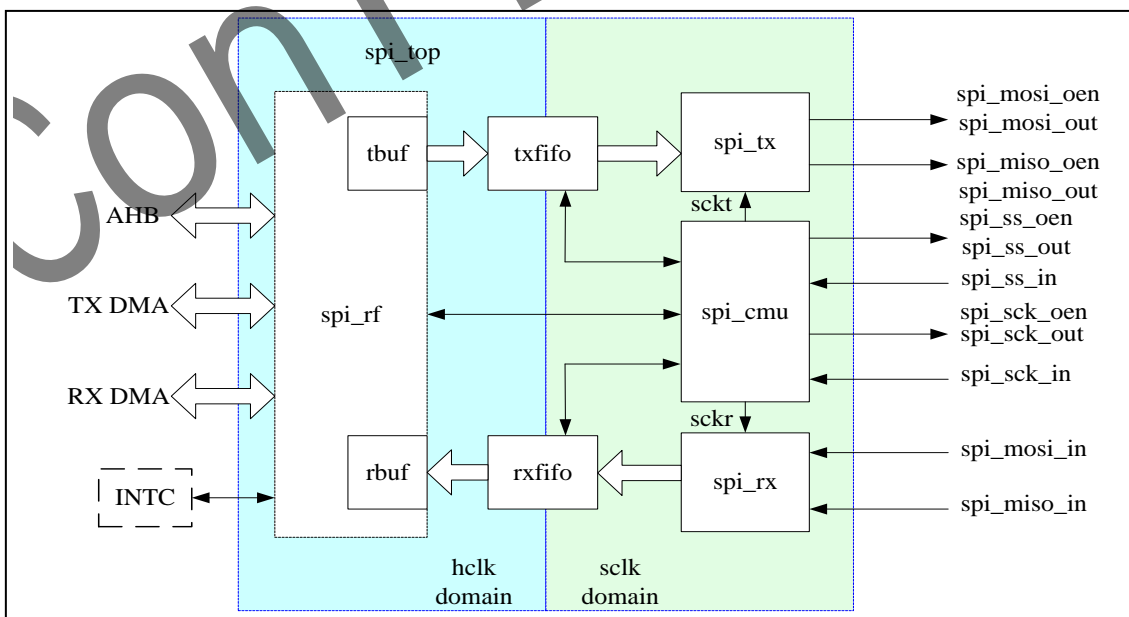 spi_top
AHB
TX DMA
RX DMA
INTC
spi_rf
tbuf
rbuf
txfifo
rxfifo
hclk
domain
sclk
domain
spi_tx
sckt
spi_cmu
sckr
spi_rx
spi_mosi_oen
spi_mosi_out
spi_miso_oen
spi_miso_out
spi_ss_oen
spi_ss_out
spi_ss_in
spi_sck_oen
spi_sck_out
spi_sck_in
spi_mosi_in
spi_miso_in